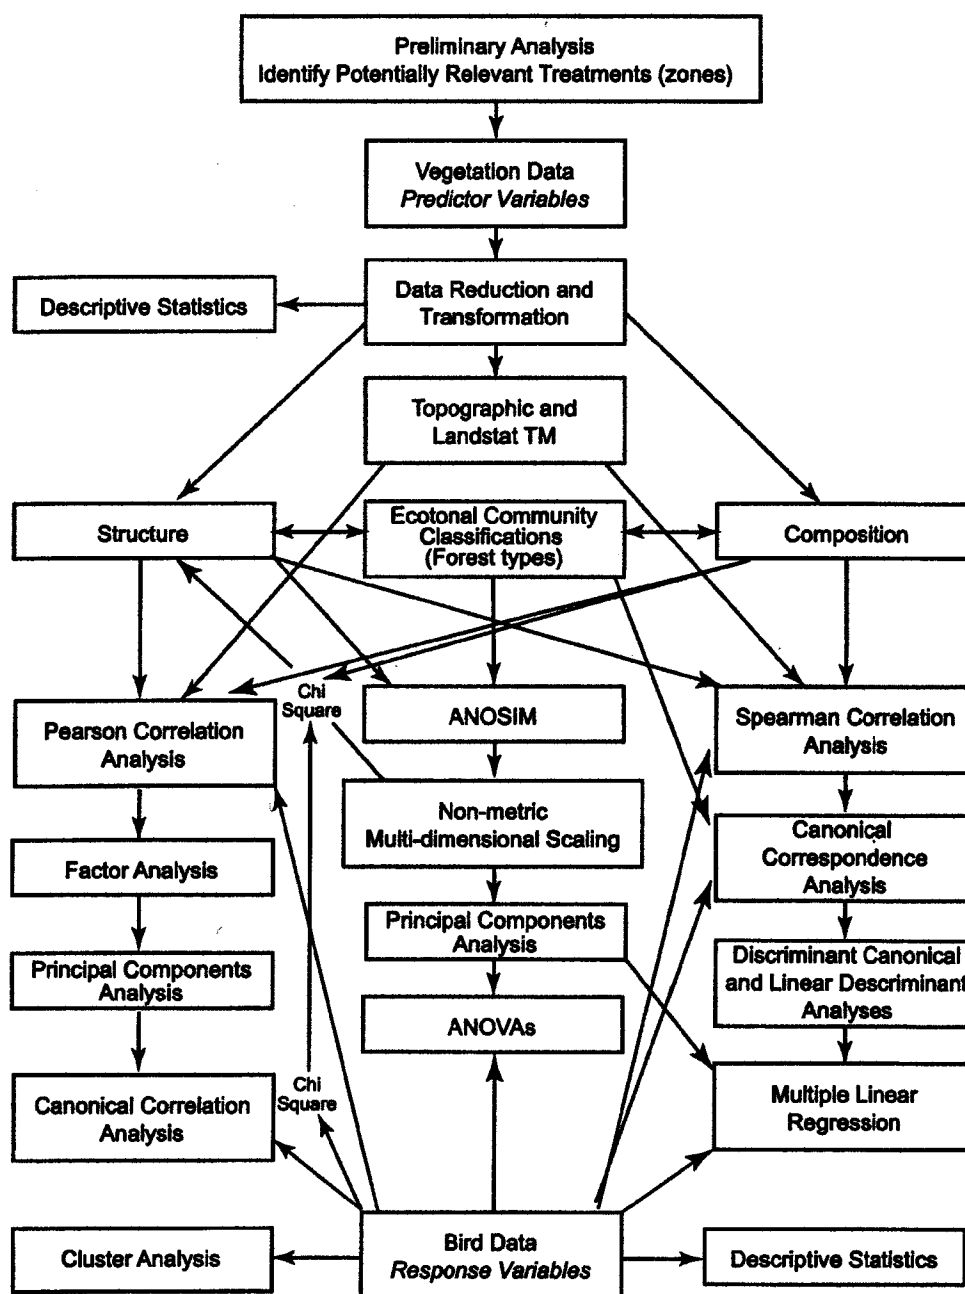 Preliminary Analysis
Identify Potentially Relevant Treatments (zones)
Vegetation Data
Predictor Variables
Descriptive Statistics
Data Reduction and
Transformation
Topographic and
Landstat TM
Structure
Ecotonal Community
Classifications
(Forest types)
Composition
Chi
Square
Pearson Correlation
Analysis
ANOSIM
Spearman Correlation
Analysis
Non-metric
Multi-dimensional Scaling
Factor Analysis
Canonical
Correspondence
Analysis
Principal Components
Analysis
Principal Components
Analysis
Discriminant Canonical
and Linear Descriminant
Analyses
ANOVAs
Chi
Square
Canonical Correlation
Analysis
Multiple Linear
Regression
Cluster Analysis
Bird Data
Response Variables
Descriptive Statistics